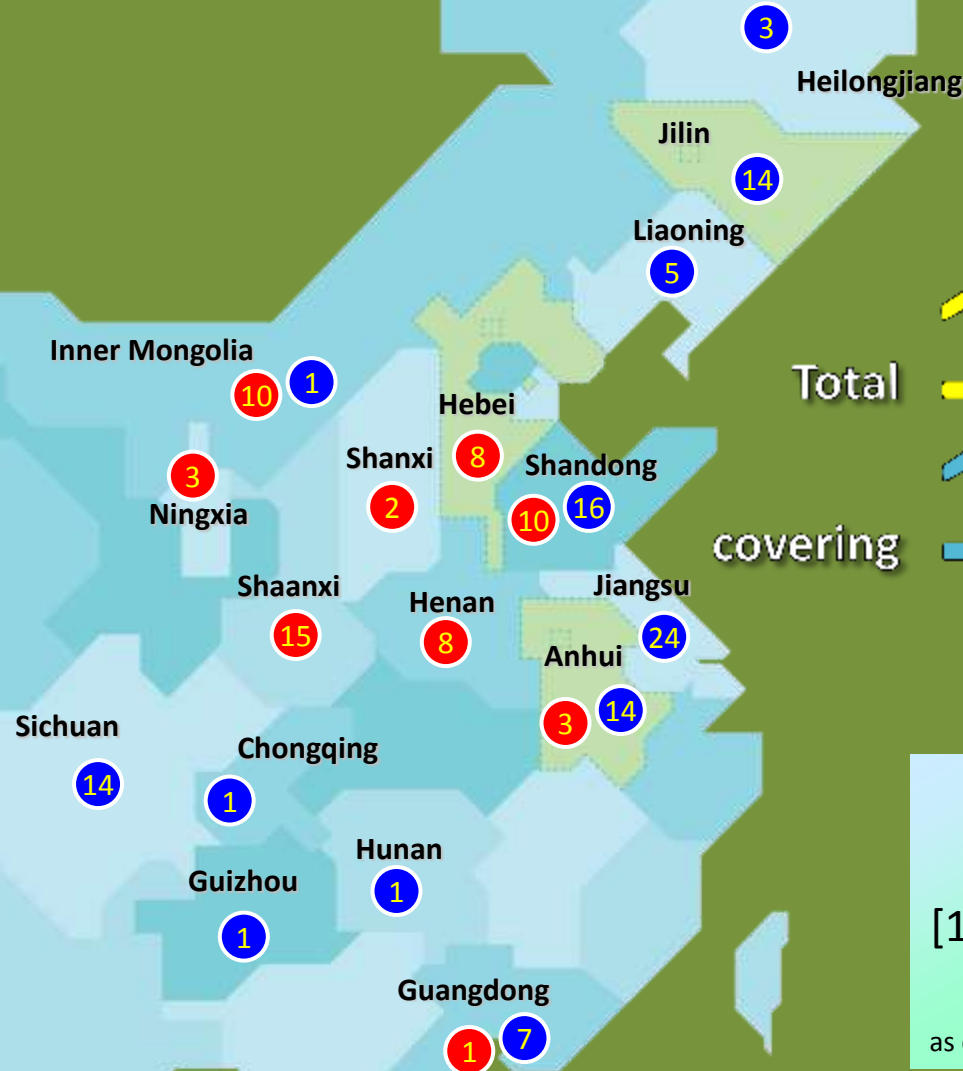 3
Heilongjiang
Jilin
14
Liaoning
5
Inner Mongolia
10
1
Total
Hebei
8
Shanxi
2
Shandong
10
16
3
Ningxia
covering
Shaanxi
15
Henan
8
Jiangsu
24
Anhui
3
14
Sichuan
14
Chongqing
1
Hunan
1
Guizhou
1
[1
Guangdong
1
7
as